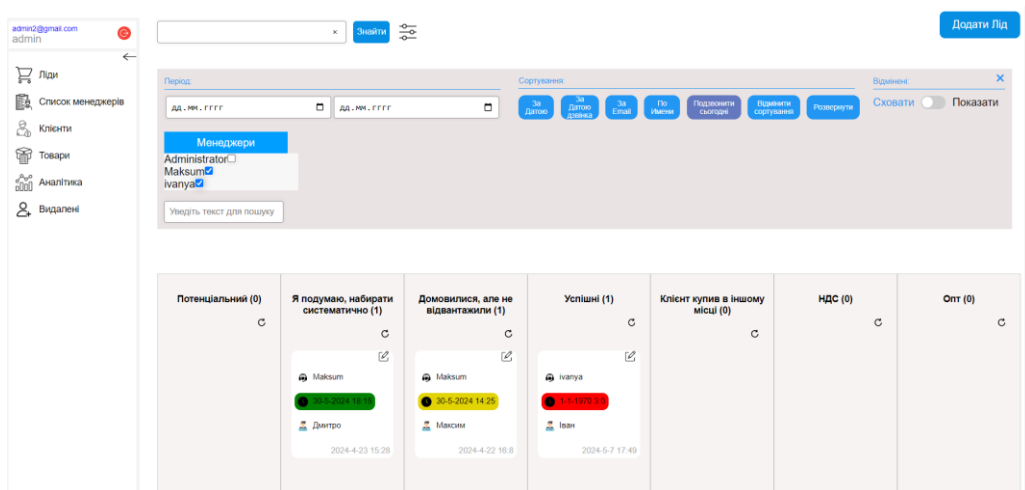 admin2@gmail.com
admin
Знайти
Додати Лід
Ліди
Список менеджерів
Клієнти
Товари
Аналітика
Видалені
Період:
дд.мм.гггг
дд.мм.гггг
Менеджери
Administrator
Maksum
ivanya
Уведіть текст для пошуку
Сортування:
За Датою
За Датою дзвінка
За Email
По Имени
Подзвонити сьогодні
Відмінити сортування
Розвернути
Відмінені:
Сховати
Показати
Потенціальний (0)
Я подумаю, набирати
систематично (1)
Maksum
30-5-2024 18:15
Дмитро
2024-4-23 15:28
Домовилися, але не
відвантажили (1)
Maksum
30-5-2024 14:25
Максим
2024-4-22 16:8
Успішні (1)
ivanya
1-1-1970 3:0
Іван
2024-5-7 17:49
Клієнт купив в іншому
місці (0)
НДС (0)
Опт (0)